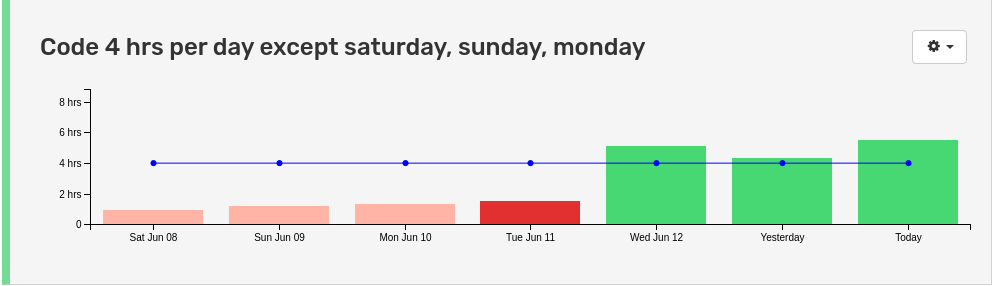 Code 4 hrs per day except saturday, sunday, monday
8 hrs
6 hrs
4 hrs
2 hrs
0
Sat Jun 08 Sun Jun 09 Mon Jun 10 Tue Jun 11 Wed Jun 12 Yesterday Today